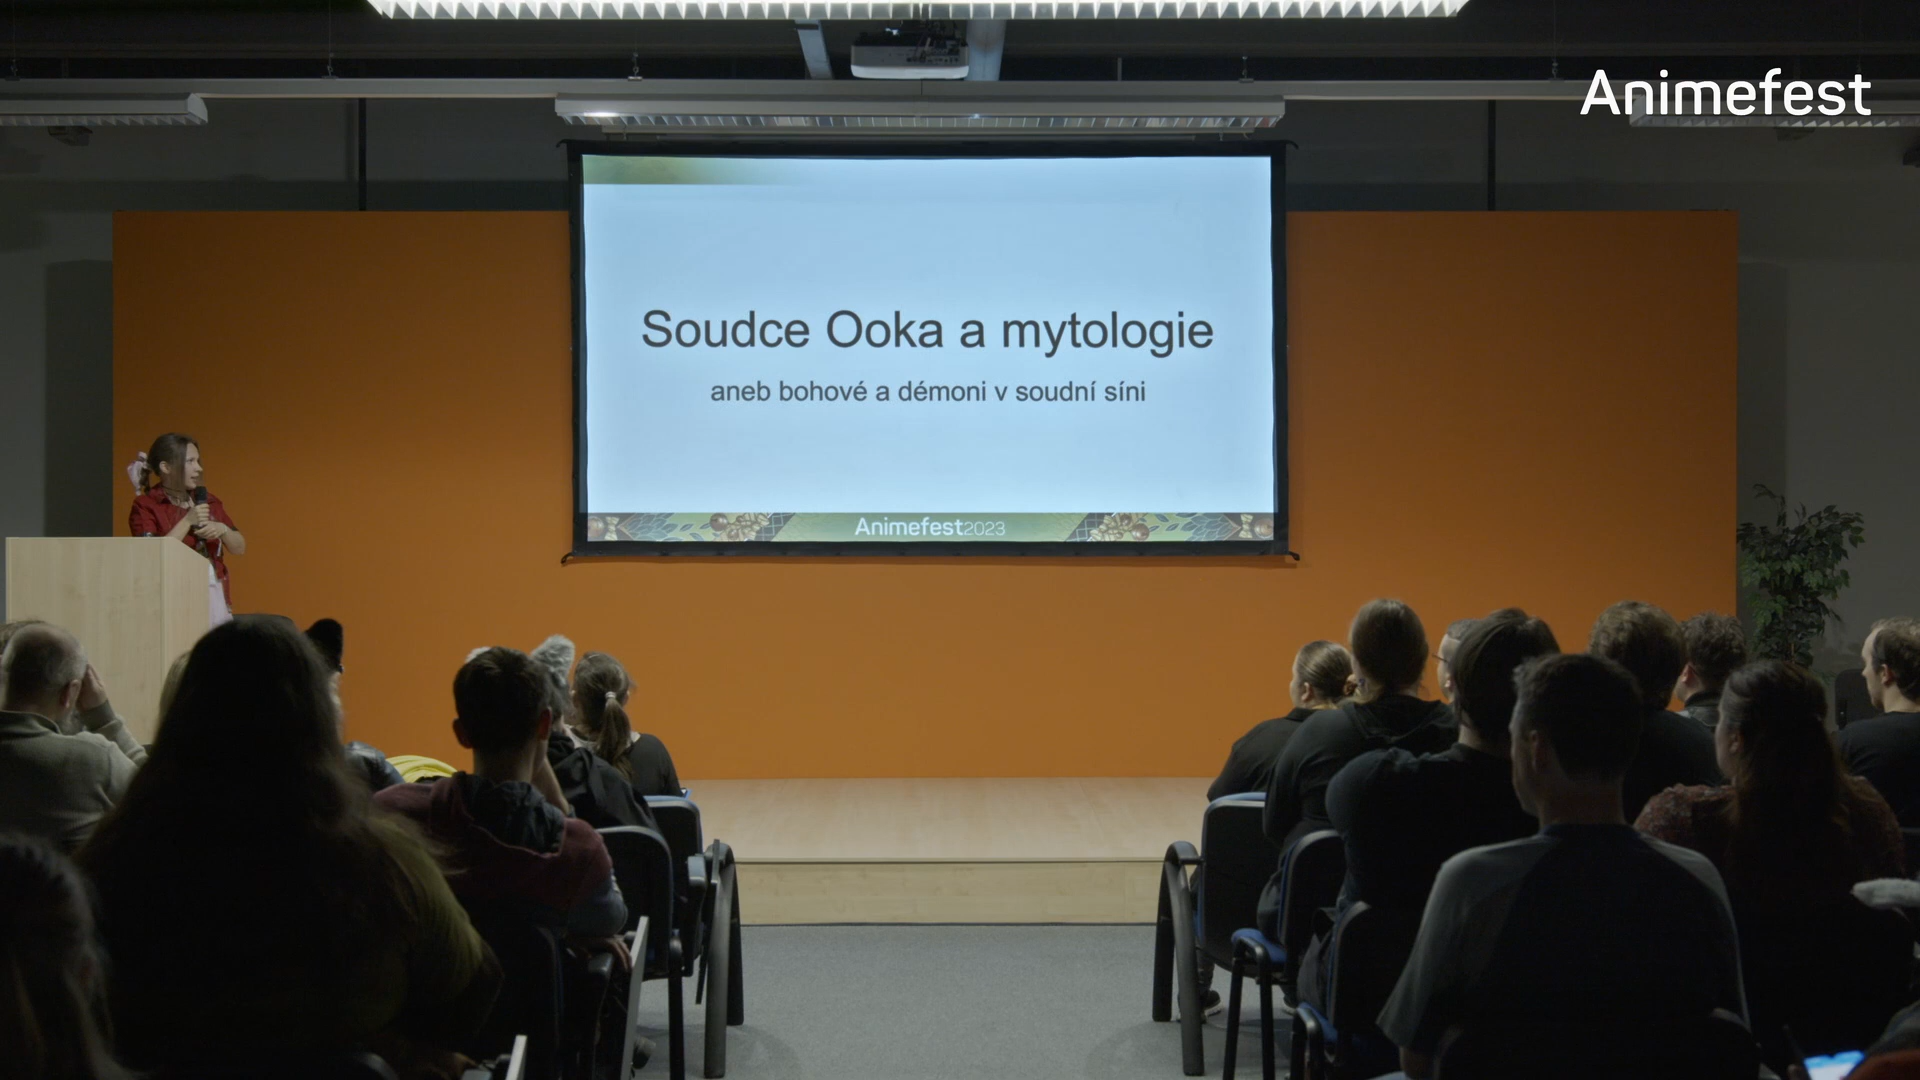 Animefest
Soudce Ooka a mytologie
aneb bohové a démoni v soudní síni
Animefest2023